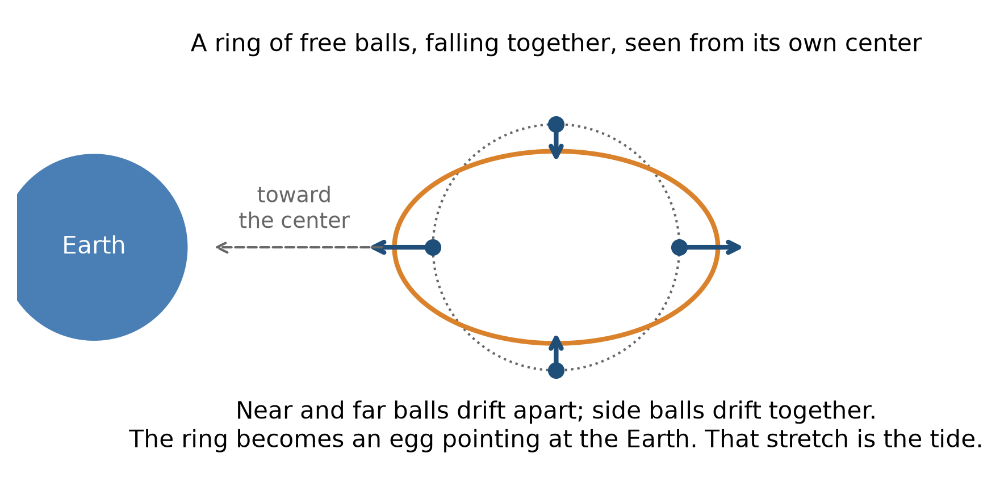 A ring of free balls, falling together, seen from its own center
toward
the center
Earth
Near and far balls drift apart; side balls drift together.
The ring becomes an egg pointing at the Earth. That stretch is the tide.